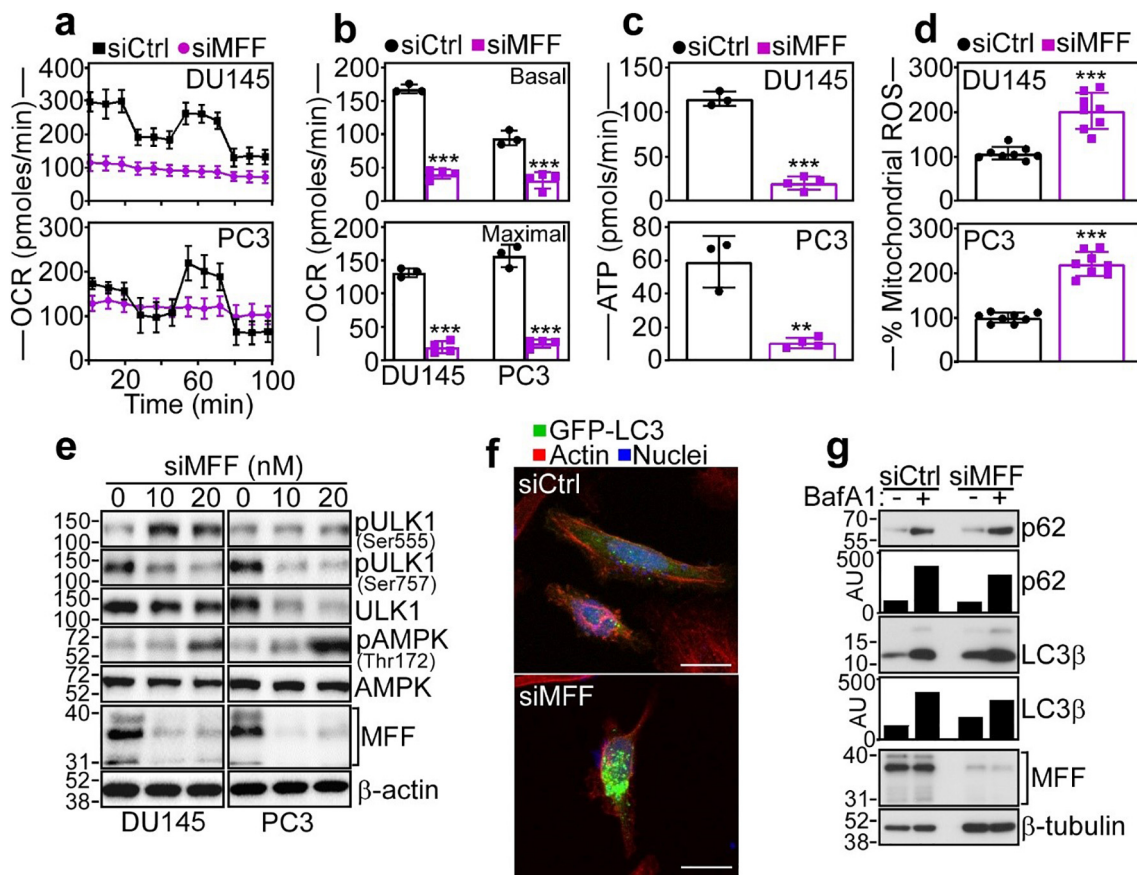 a
siCtrl siMFF
DU145
OCR (pmoles/min)
400
300
200
100
0
PC3
300
200
100
0
20 60 100
Time (min)
b
siCtrl siMFF
OCR (pmoles/min)
Basal
200
150
100
50
0
***
***
Maximal
200
150
100
50
0
***
***
DU145 PC3
c
siCtrl siMFF
ATP (pmols/min)
DU145
150
100
50
0
***
PC3
80
60
40
20
0
**
d
siCtrl
siMFF
% Mitochondrial ROS
DU145
300
200
100
0
***
PC3
300
200
100
0
***
e
siMFF (nM)
0 10 20 0 10 20
150
100
pULK1
(Ser555)
150
100
pULK1
(Ser757)
150
100
ULK1
72
52
pAMPK
(Thr172)
72
52
AMPK
40
31
MFF
52
38
β-actin
DU145 PC3
f
GFP-LC3
Actin Nuclei
siCtrl
siMFF
g
siCtrl siMFF
BafA1: - + - +
70
55
p62
500
AU
0
p62
15
10
LC3β
500
AU
0
LC3β
40
31
MFF
52
38
β-tubulin